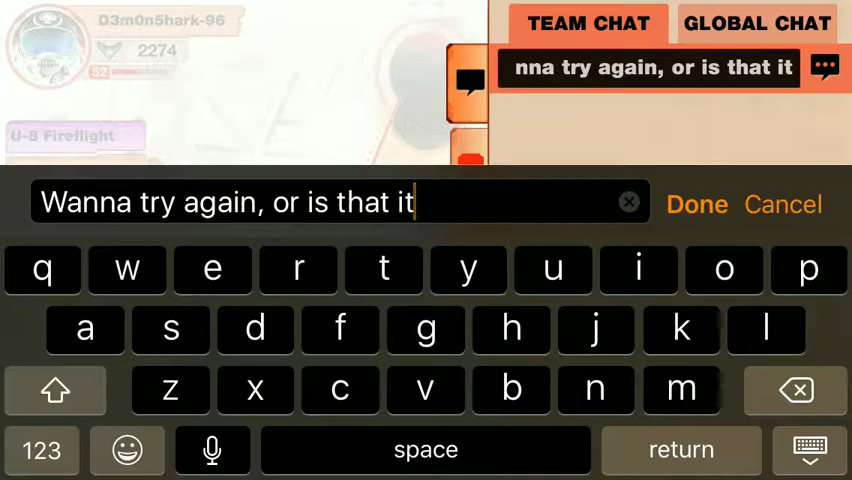 D3m0n5hark-96
2274
52
U-8 Fireflight
TEAM CHAT
GLOBAL CHAT
nna try again, or is that it
Wanna try again, or is that it
Done
Cancel
q w e r t y u i o p
a s d f g h j k l
z x c v b n m
123
space
return